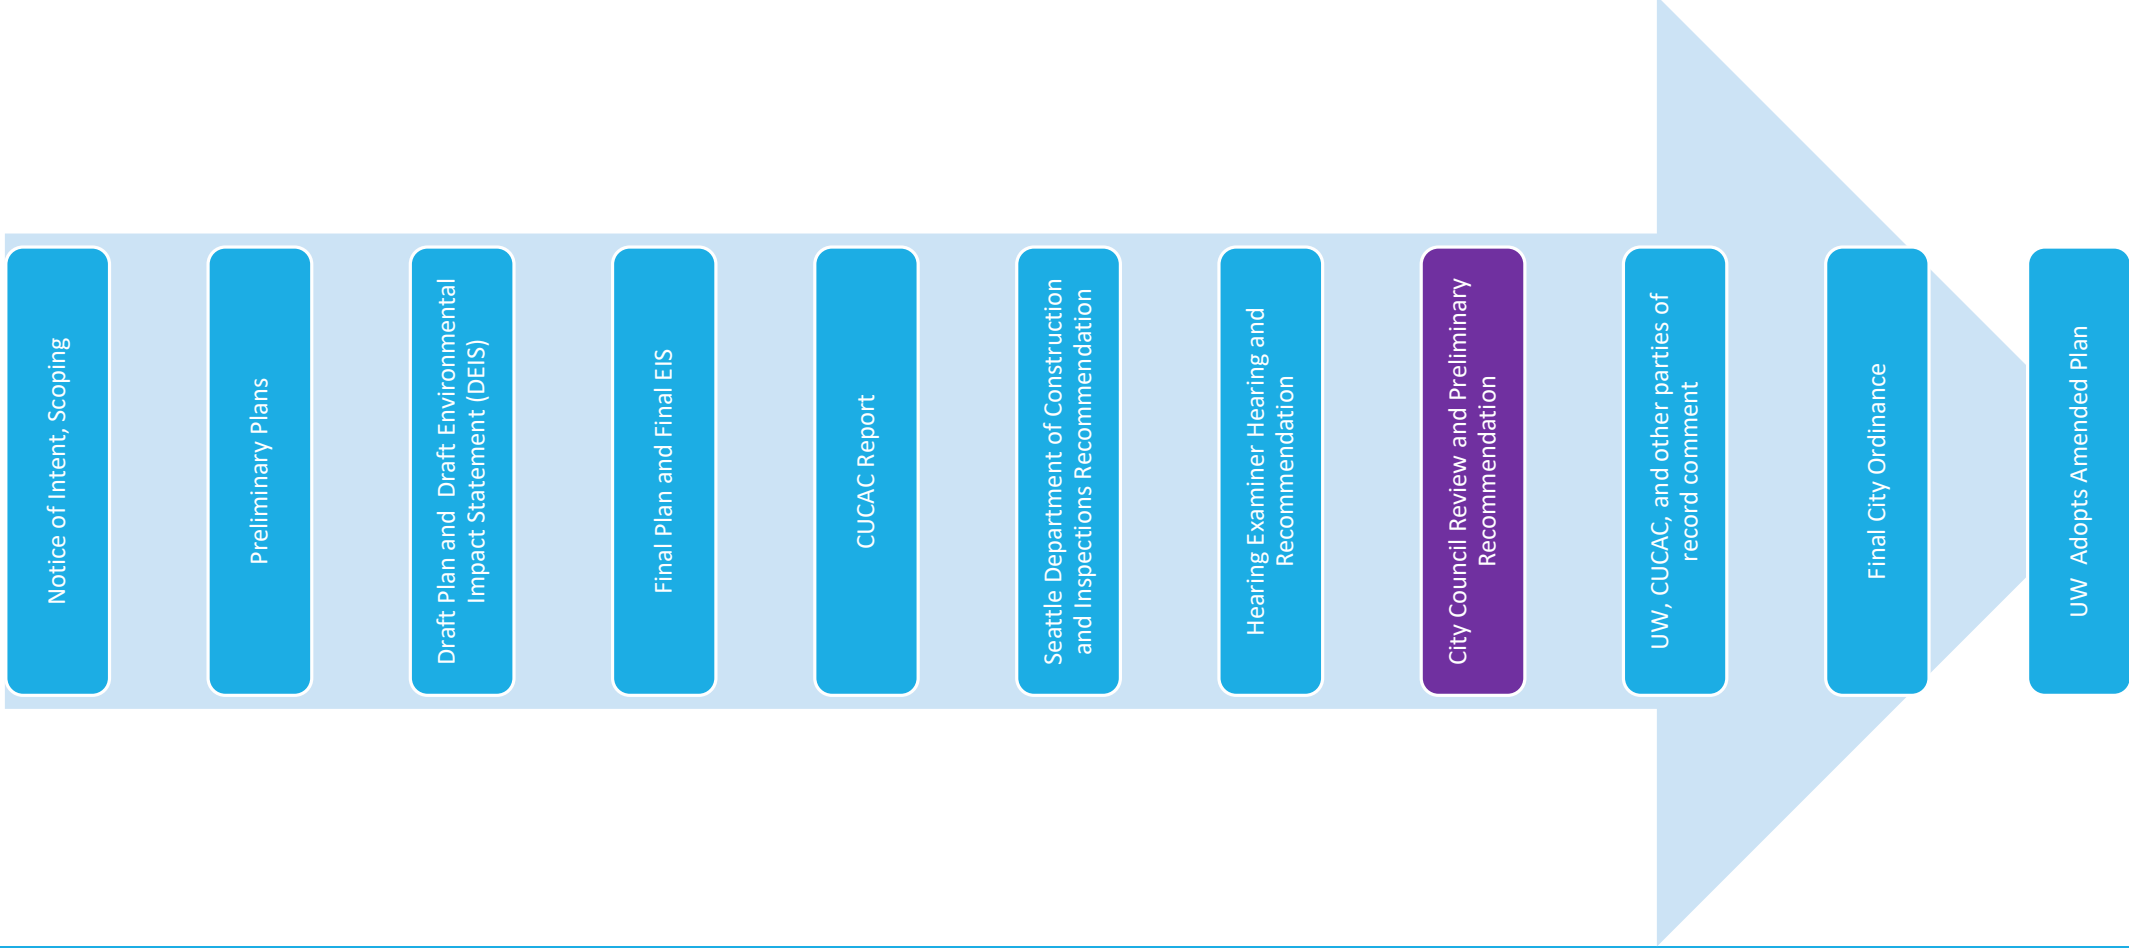 Notice of Intent, Scoping
Preliminary Plans
Draft Plan and  Draft Environmental
Impact Statement (DEIS)
Final Plan and Final EIS
CUCAC Report
Seattle Department of Construction
and Inspections Recommendation
Hearing Examiner Hearing and
Recommendation
City Council Review and Preliminary
Recommendation
UW, CUCAC, and other parties of
record comment
Final City Ordinance
UW  Adopts Amended Plan